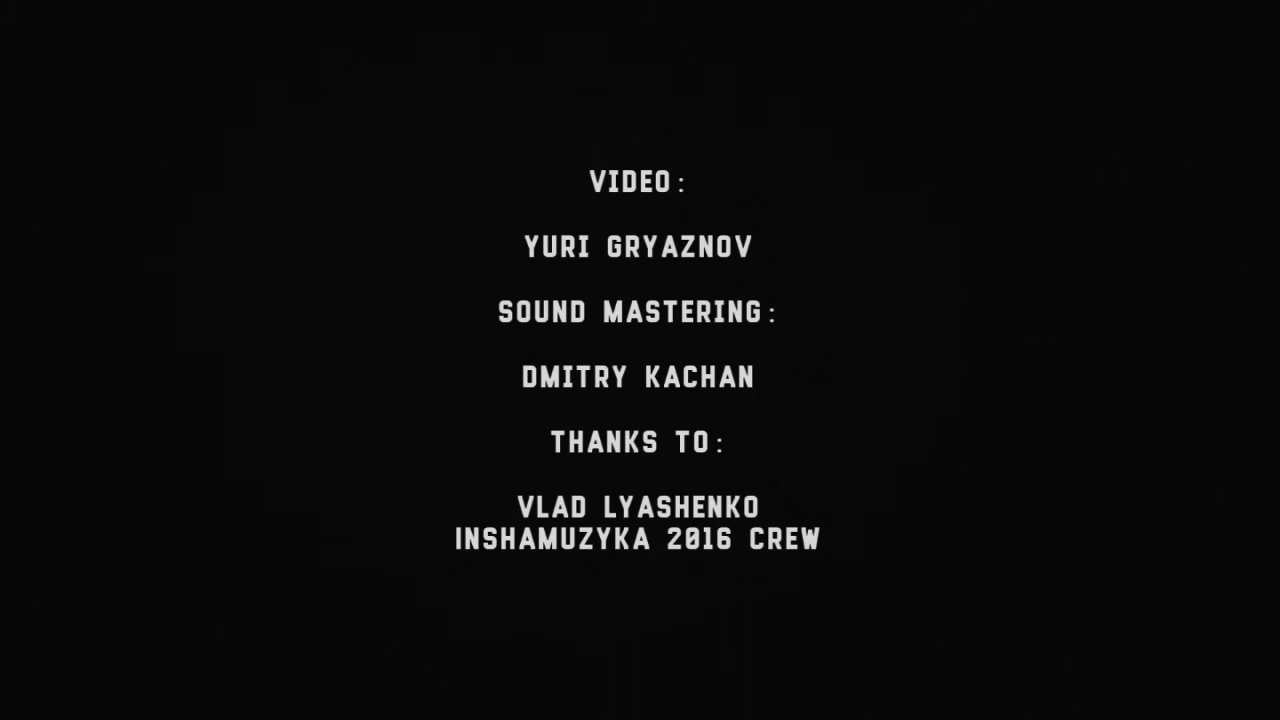 VIDEO:
YURI GRYAZNOV
SOUND MASTERING:
DMITRY KACHAN
THANKS TO:
VLAD LYASHENKO
INSHAMUZYKA 2016 CREW